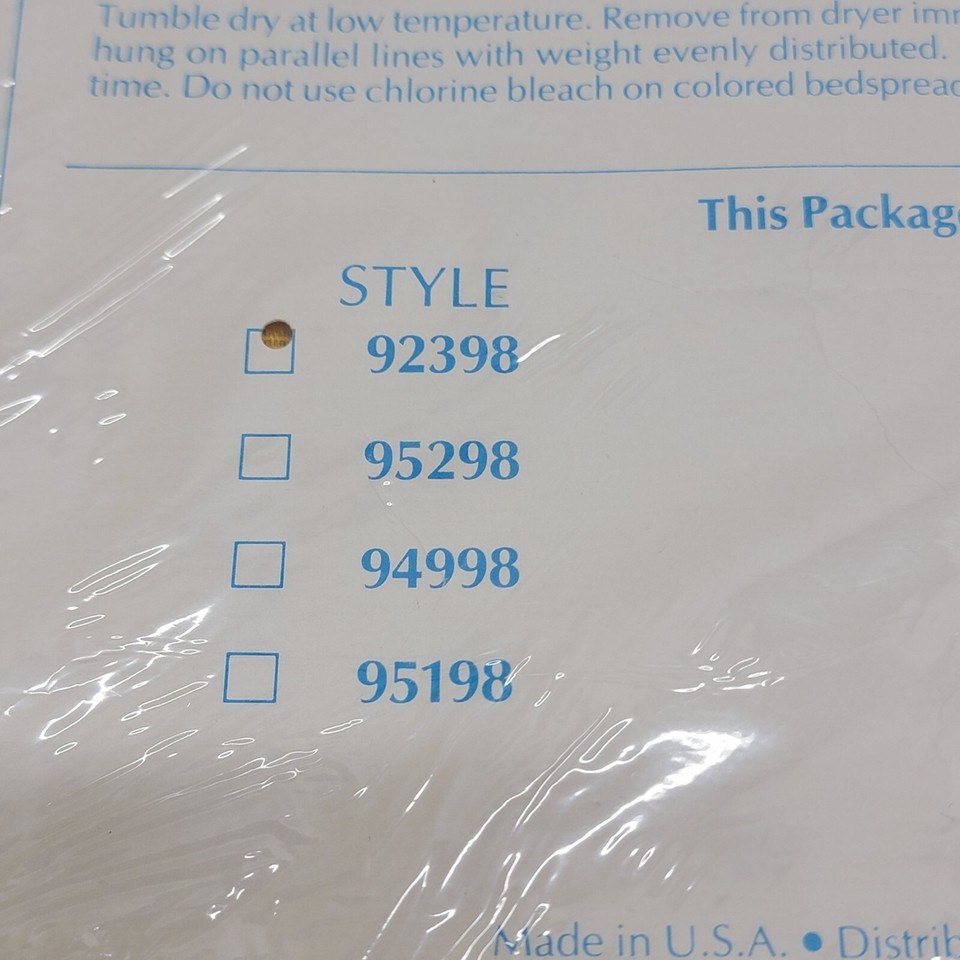 Tumble dry at low temperature. Remove from dryer
hung on parallel lines with weight evenly distributed.
time. Do not use chlorine bleach on colored
This
STYLE
92398
95298
94998
95198
Made in U.S.A. •